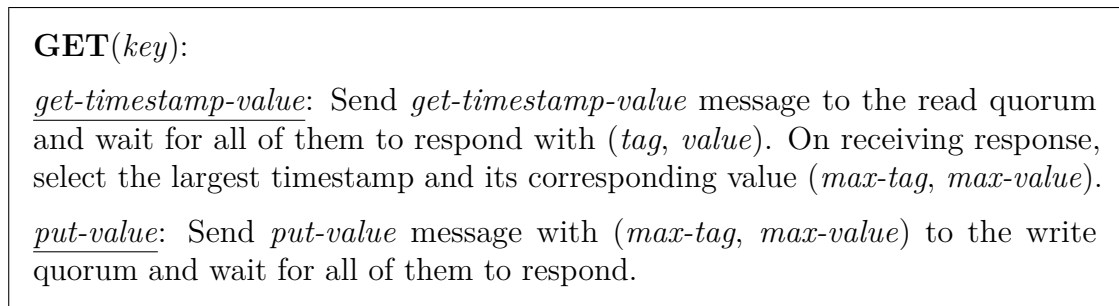 GET(key):
get-timestamp-value: Send get-timestamp-value message to the read quorum
and wait for all of them to respond with (tag, value). On receiving response,
select the largest timestamp and its corresponding value (max-tag, max-value).
put-value: Send put-value message with (max-tag, max-value) to the write
quorum and wait for all of them to respond.